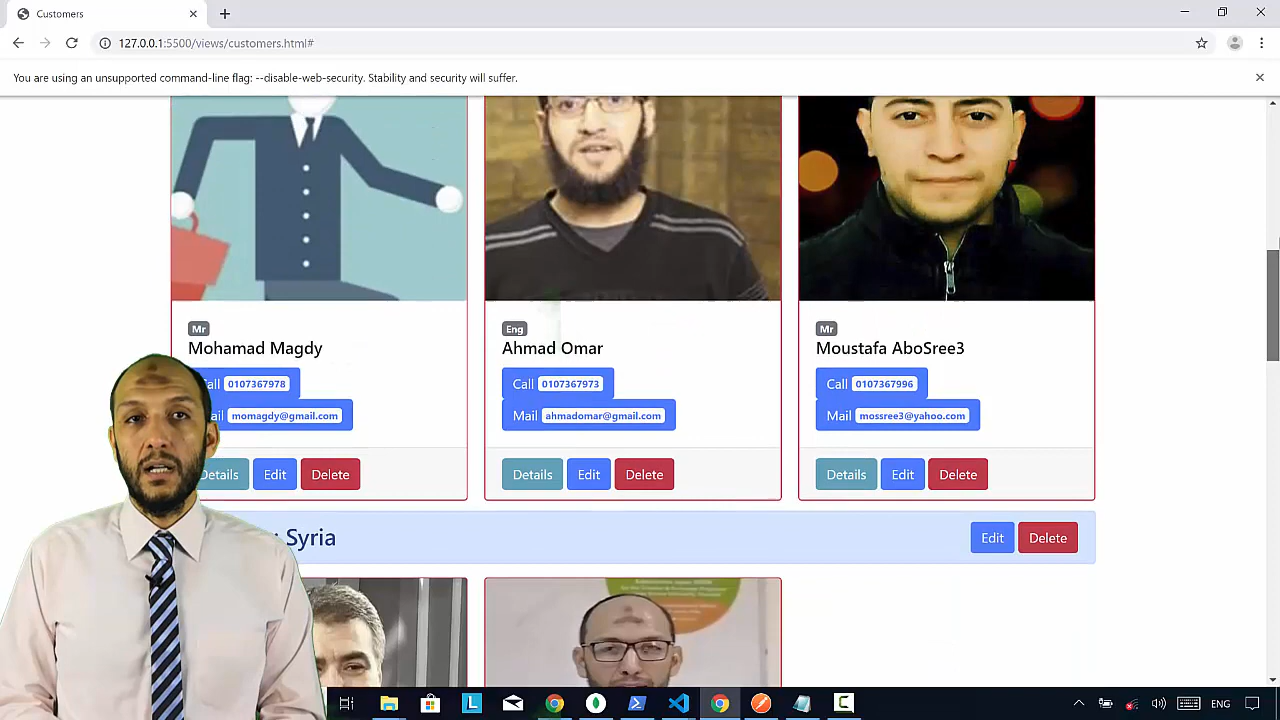 Customers
127.0.0.1:5500/views/customers.html#
You are using an unsupported command-line flag: --disable-web-security. Stability and security will suffer.
Mr
Mohamad Magdy
0107367978
momagdy@gmail.com
Details Edit Delete
Eng
Ahmad Omar
Call 0107367973
Mail ahmadomar@gmail.com
Details Edit Delete
Mr
Moustafa AboSree3
Call 0107367996
Mail mossree3@yahoo.com
Details Edit Delete
: Syria
Edit Delete
ENG